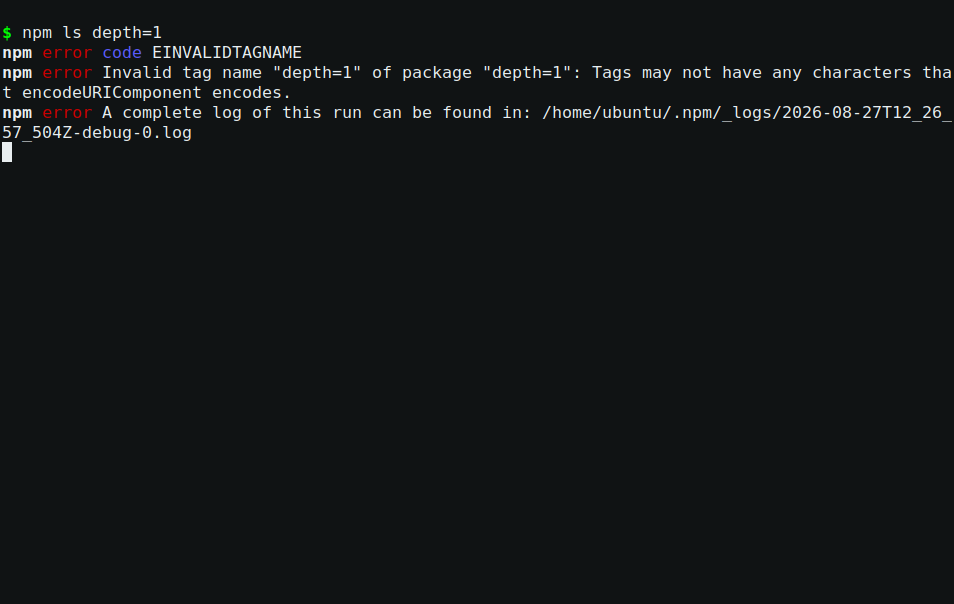 $ npm ls depth=1
npm error code EINVALIDTAGNAME
npm error Invalid tag name "depth=1" of package "depth=1": Tags may not have any characters tha
t encodeURIComponent encodes.
npm error A complete log of this run can be found in: /home/ubuntu/.npm/_logs/2026-08-27T12_26_
57_504Z-debug-0.log